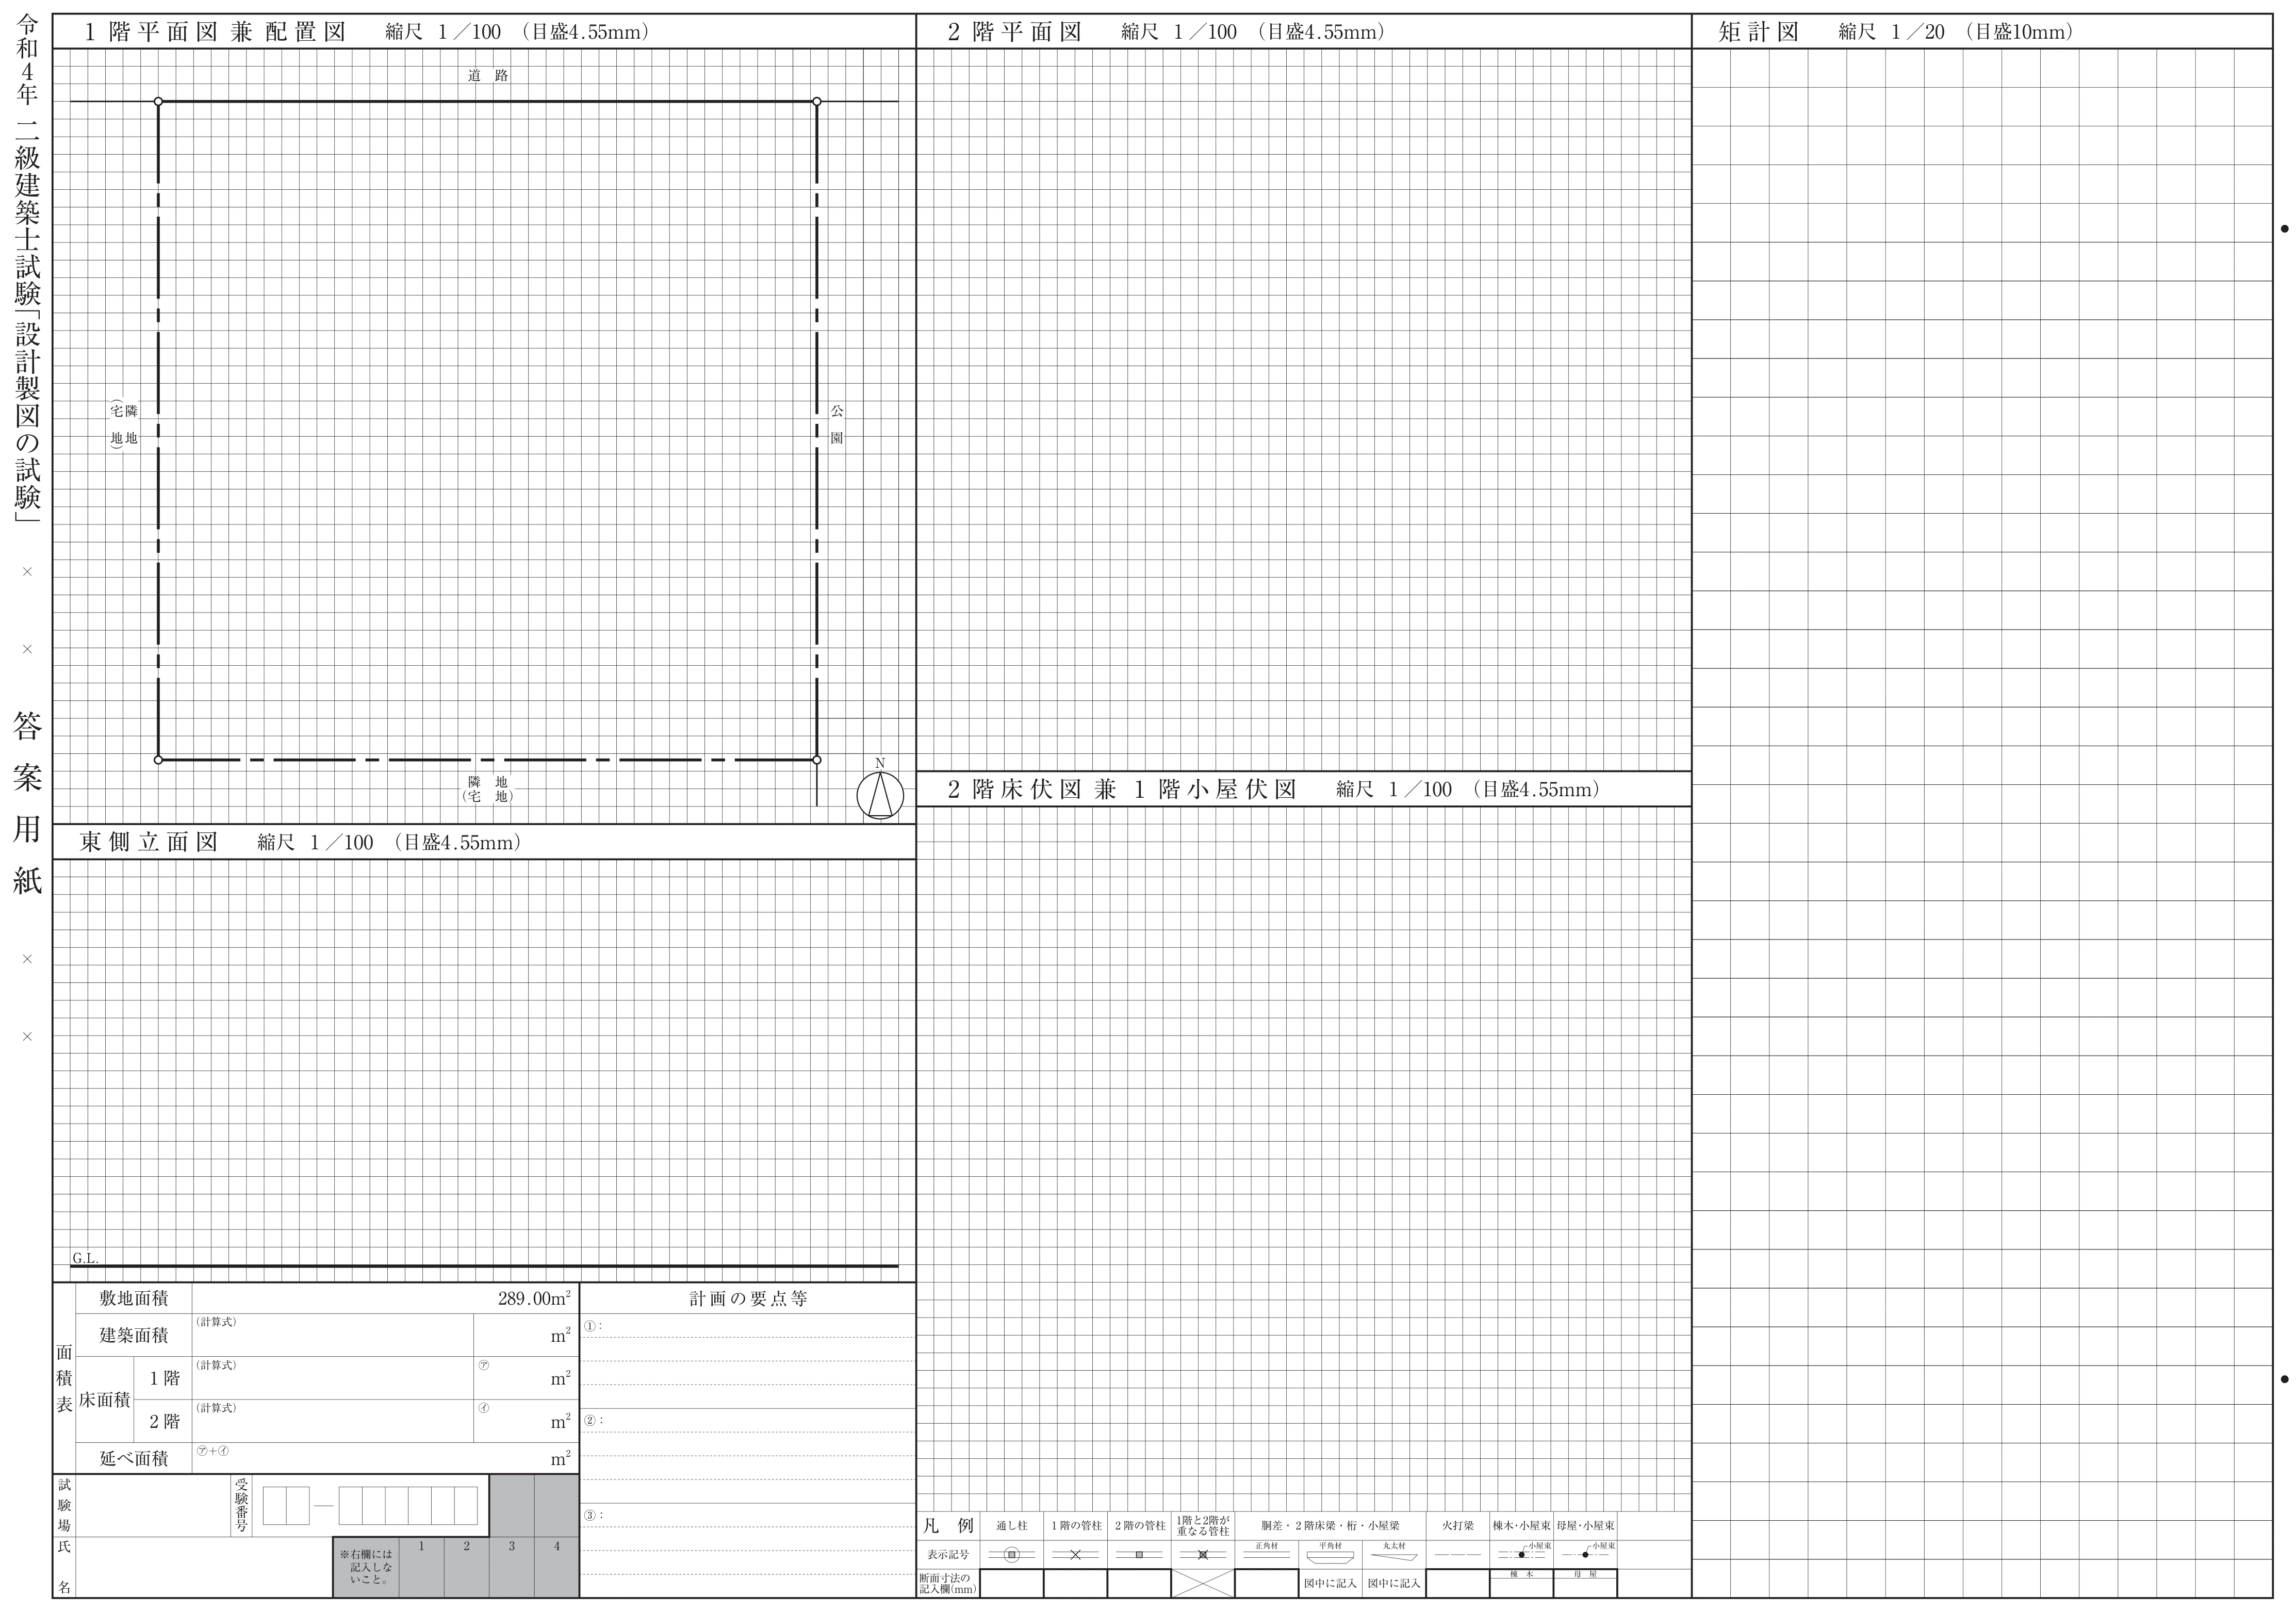 令和4年 二級建築士試験「設計製図の試験」 × × 答案用紙 × ×
1階平面図兼配置図 縮尺 1／100 (目盛4.55mm)
道 路
隣 地
(宅 地)
公 園
隣 地
(宅 地)
N
東側立面図 縮尺 1／100 (目盛4.55mm)
G.L.
面積表
敷地面積 289.00m²
建築面積 (計算式) m²
床面積
1階 (計算式) ㋐ m²
2階 (計算式) ㋑ m²
延べ面積 ㋐+㋑ m²
試験場
受験番号 —
氏名
※右欄には
記入しな
いこと。
1 2 3 4
計画の要点等
①：
②：
③：
2階平面図 縮尺 1／100 (目盛4.55mm)
2階床伏図兼1階小屋伏図 縮尺 1／100 (目盛4.55mm)
凡 例 通し柱 1階の管柱 2階の管柱 1階と2階が重なる管柱 胴差・2階床梁・桁・小屋梁 火打梁 棟木・小屋束 母屋・小屋束
表示記号 正角材 平角材 丸太材 小屋束 小屋束
断面寸法の記入欄(mm) 図中に記入 図中に記入 棟 木 母 屋
矩計図 縮尺 1／20 (目盛10mm)